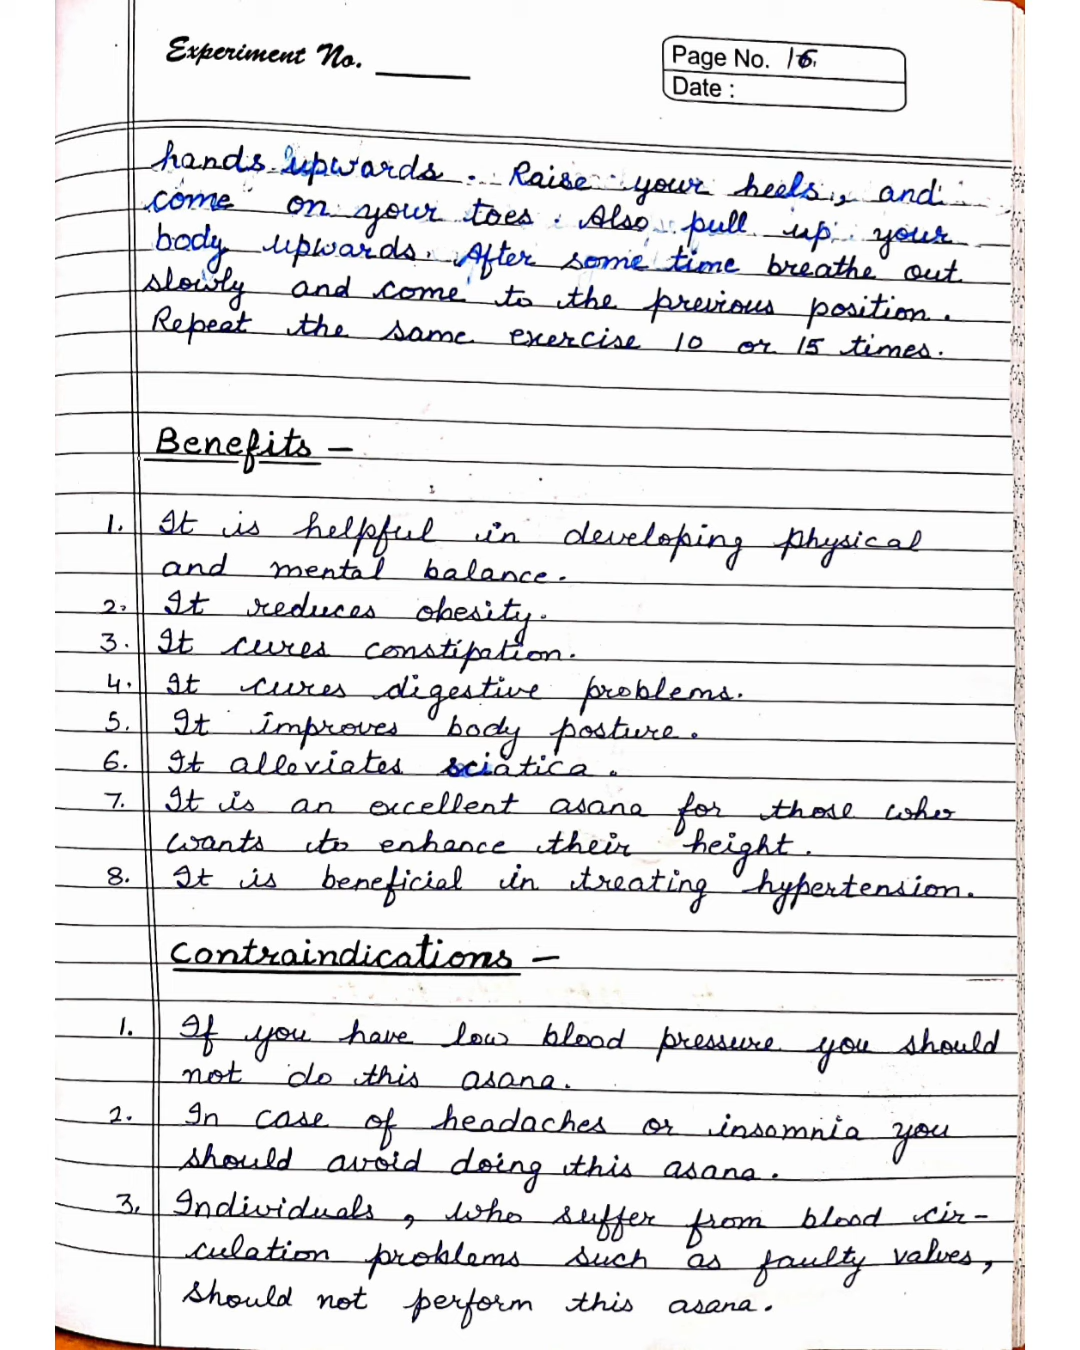 Experiment No.
Page No. 16
Date :
hands upwards. Raise your heels, and
come on your toes. Also pull up your
body upwards. After some time breathe out
slowly and come to the previous position.
Repeat the same exercise 10 or 15 times.
Benefits -
1. It is helpful in developing physical
and mental balance.
2. It reduces obesity.
3. It cures constipation.
4. It cures digestive problems.
5. It improves body posture.
6. It alleviates sciatica.
7. It is an excellent asana for those who
wants to enhance their height.
8. It is beneficial in treating hypertension.
Contraindications -
1. If you have low blood pressure you should
not do this asana.
2. In case of headaches or insomnia you
should avoid doing this asana.
3. Individuals, who suffer from blood cir-
culation problems such as faulty valves,
should not perform this asana.